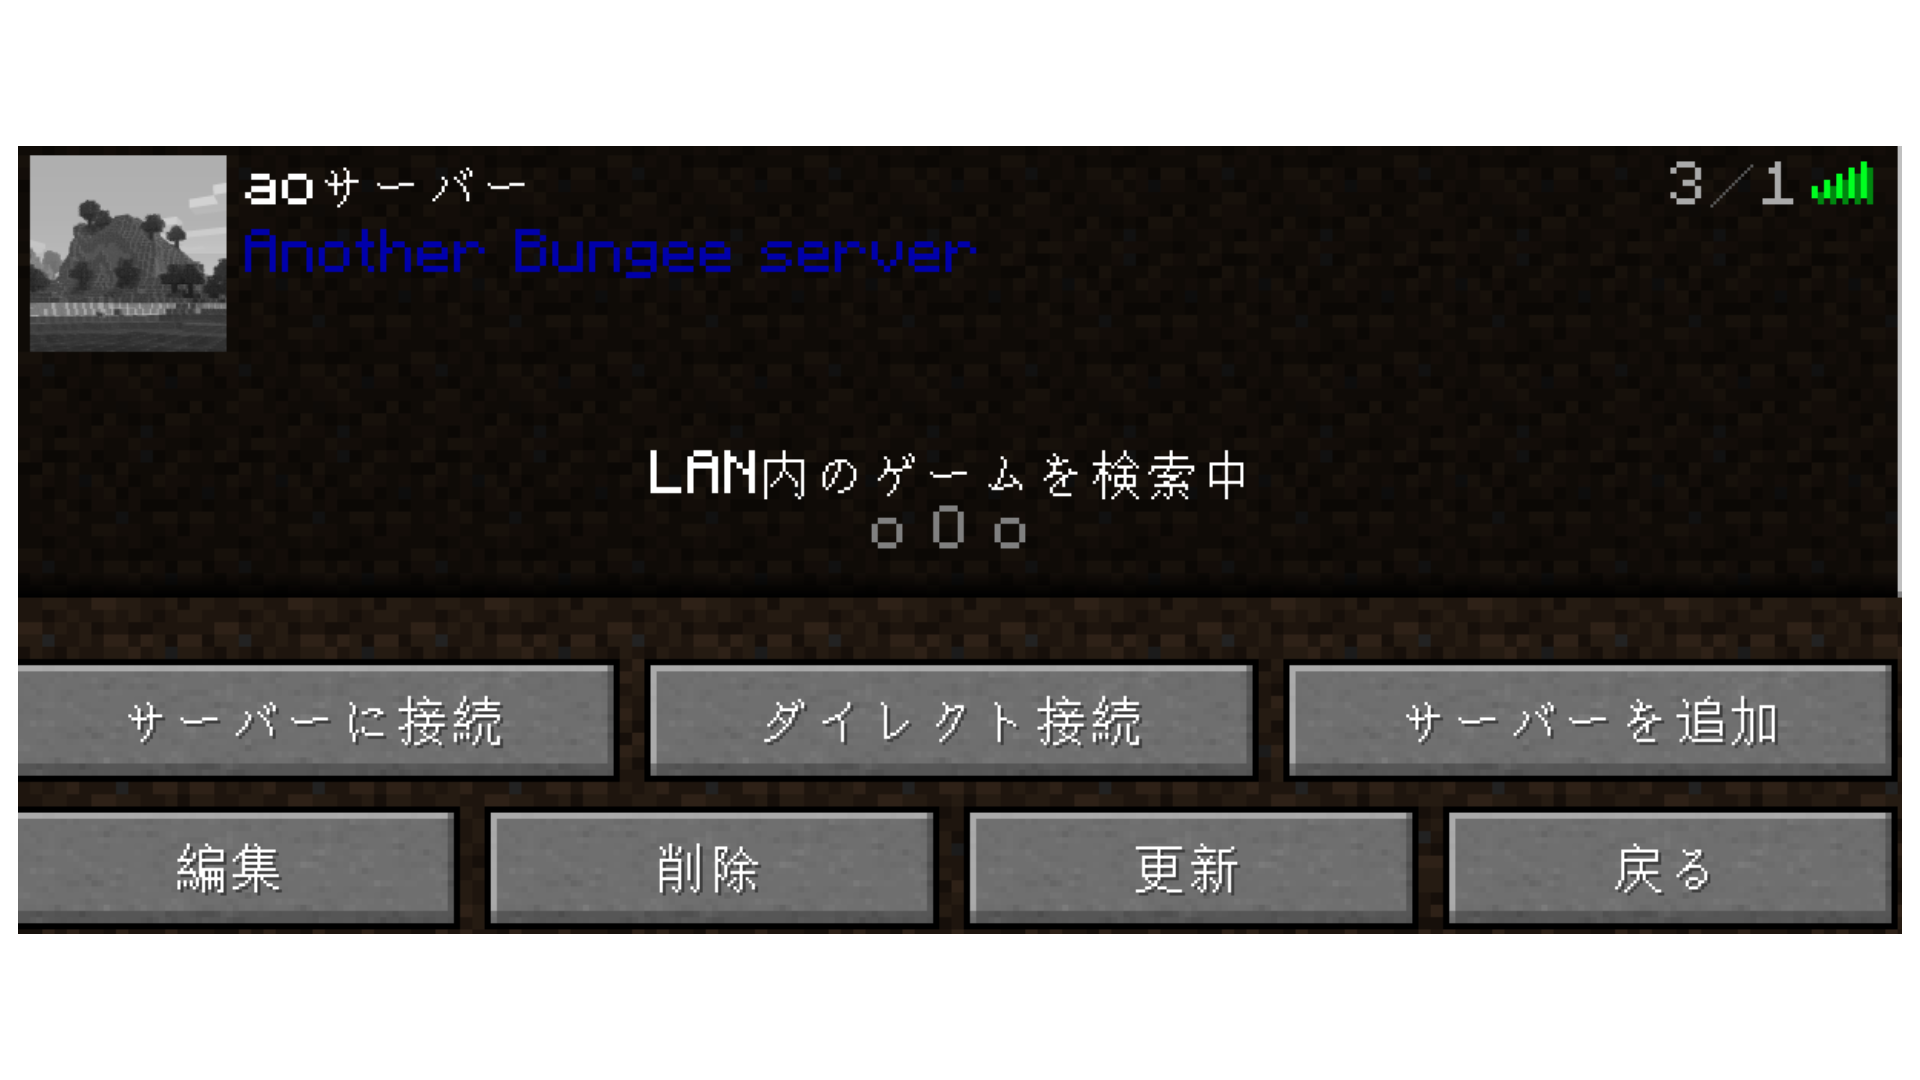 aoサーバー
3/1
Another Bungee server
LAN内のゲームを検索中
o O o
サーバーに接続
ダイレクト接続
サーバーを追加
編集
削除
更新
戻る